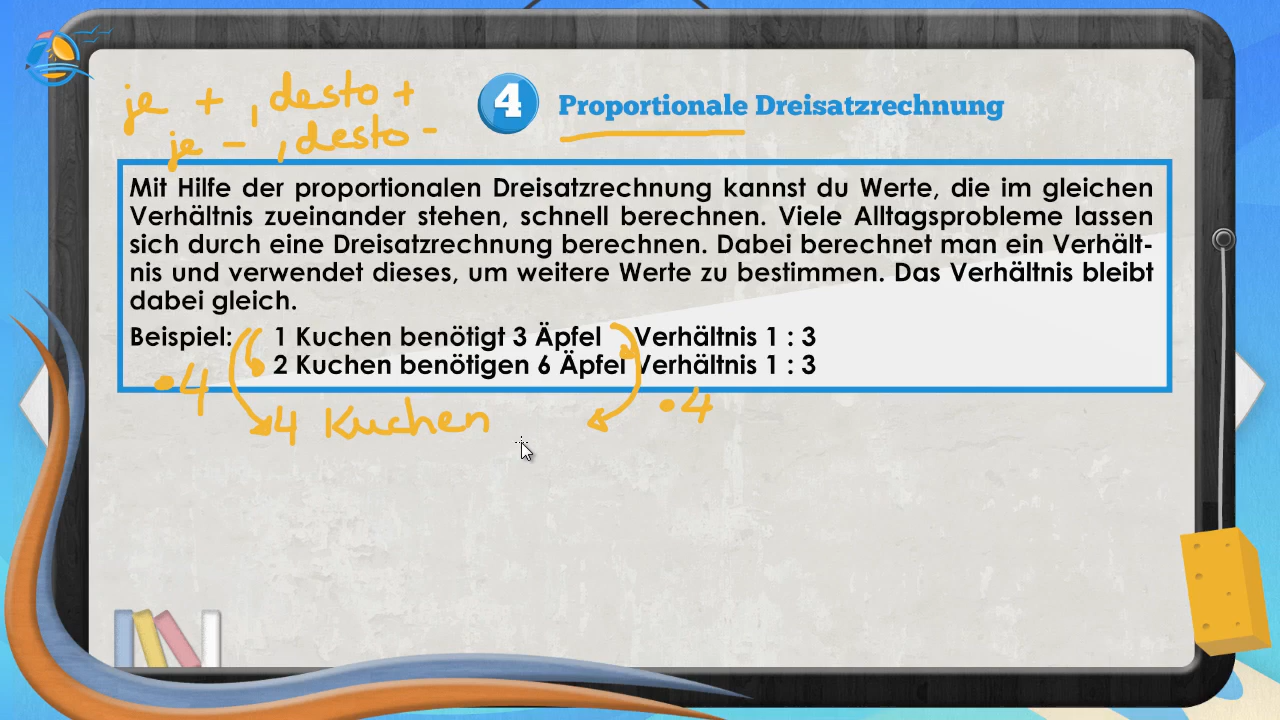 je + , desto +
je - , desto -
4 Proportionale Dreisatzrechnung
Mit Hilfe der proportionalen Dreisatzrechnung kannst du Werte, die im gleichen
Verhältnis zueinander stehen, schnell berechnen. Viele Alltagsprobleme lassen
sich durch eine Dreisatzrechnung berechnen. Dabei berechnet man ein Verhält-
nis und verwendet dieses, um weitere Werte zu bestimmen. Das Verhältnis bleibt
dabei gleich.
Beispiel: 1 Kuchen benötigt 3 Äpfel Verhältnis 1 : 3
2 Kuchen benötigen 6 Äpfel Verhältnis 1 : 3
·4 4 Kuchen ·4